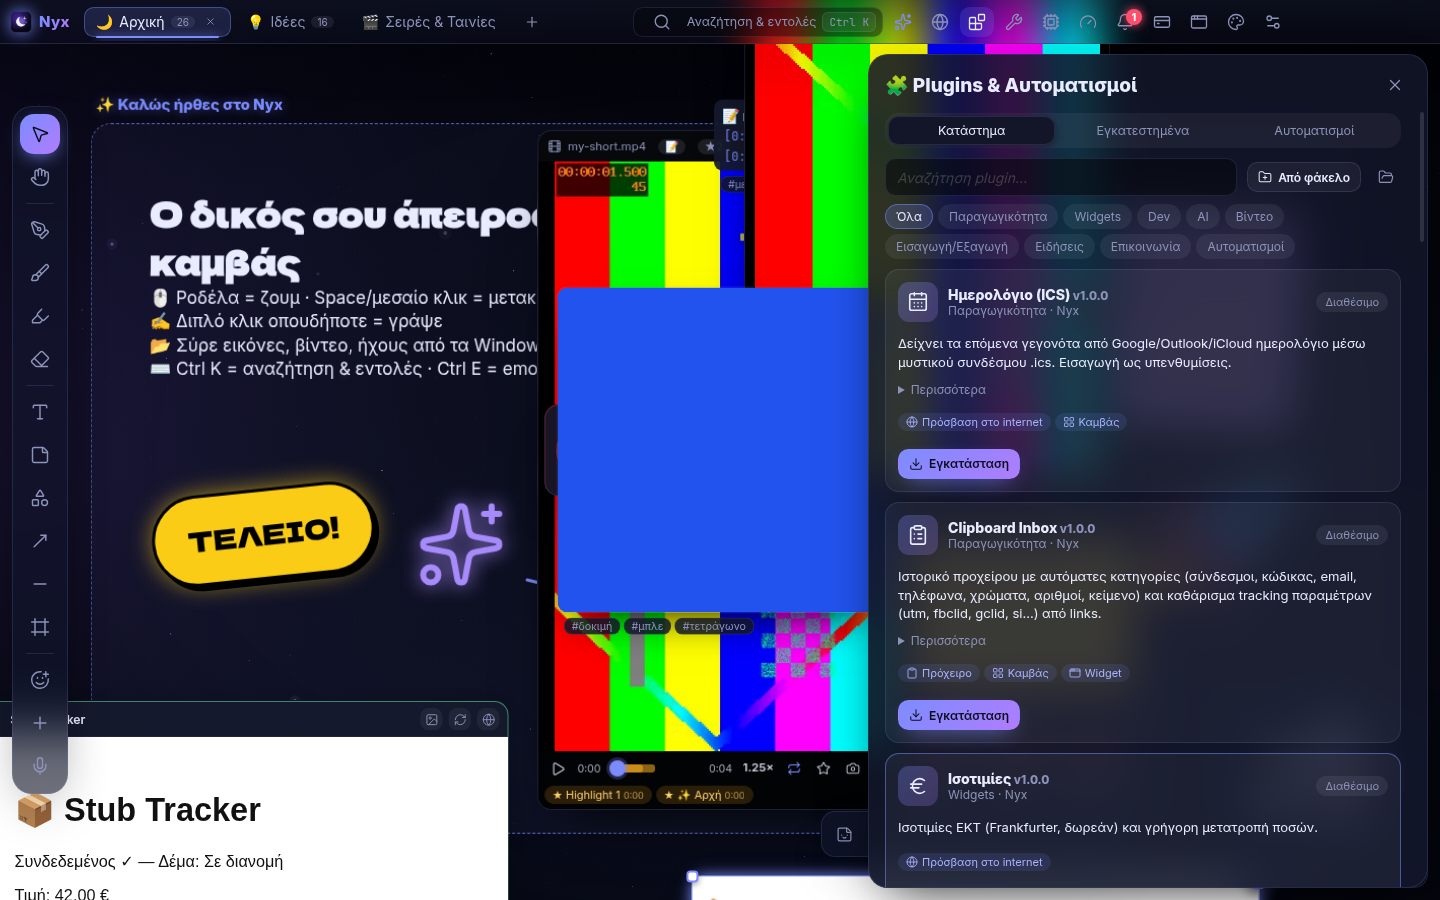 Nyx
🌙 Αρχική 26
💡 Ιδέες 16
🎬 Σειρές & Ταινίες
Αναζήτηση & εντολές Ctrl K
1
✨ Καλώς ήρθες στο Nyx
Ο δικός σου άπειρος
καμβάς
🖱️ Ροδέλα = ζουμ · Space/μεσαίο κλικ = μετακ
✍️ Διπλό κλικ οπουδήποτε = γράψε
📂 Σύρε εικόνες, βίντεο, ήχους από τα Window
⌨️ Ctrl K = αναζήτηση & εντολές · Ctrl E = emo
ΤΕΛΕΙΟ!
my-short.mp4
00:00:01.500
45
[0:
[0:
#με
#δοκιμή #μπλε #τετράγωνο
0:00 0:04 1.25×
★ Highlight 1 0:00 ★ ✨ Αρχή 0:00
ker
📦 Stub Tracker
Συνδεδεμένος ✓ — Δέμα: Σε διανομή
Τιμή: 42,00 €
🧩 Plugins & Αυτοματισμοί
Κατάστημα Εγκατεστημένα Αυτοματισμοί
Αναζήτηση plugin... Από φάκελο
Όλα Παραγωγικότητα Widgets Dev AI Βίντεο
Εισαγωγή/Εξαγωγή Ειδήσεις Επικοινωνία Αυτοματισμοί
Ημερολόγιο (ICS) v1.0.0
Παραγωγικότητα · Nyx
Διαθέσιμο
Δείχνει τα επόμενα γεγονότα από Google/Outlook/iCloud ημερολόγιο μέσω
μυστικού συνδέσμου .ics. Εισαγωγή ως υπενθυμίσεις.
▶ Περισσότερα
Πρόσβαση στο internet Καμβάς
Εγκατάσταση
Clipboard Inbox v1.0.0
Παραγωγικότητα · Nyx
Διαθέσιμο
Ιστορικό προχείρου με αυτόματες κατηγορίες (σύνδεσμοι, κώδικας, email,
τηλέφωνα, χρώματα, αριθμοί, κείμενο) και καθάρισμα tracking παραμέτρων
(utm, fbclid, gclid, si…) από links.
▶ Περισσότερα
Πρόχειρο Καμβάς Widget
Εγκατάσταση
Ισοτιμίες v1.0.0
Widgets · Nyx
Διαθέσιμο
Ισοτιμίες ΕΚΤ (Frankfurter, δωρεάν) και γρήγορη μετατροπή ποσών.
Πρόσβαση στο internet